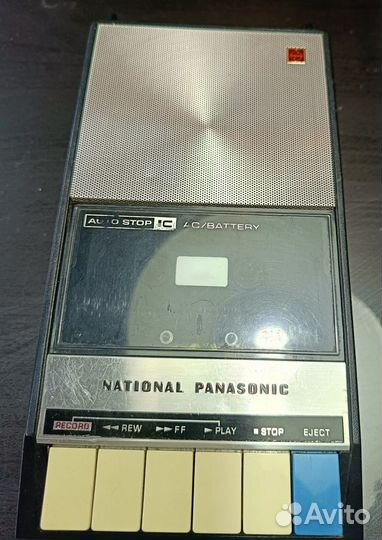 AUTO STOP IC AC/BATTERY
NATIONAL PANASONIC
RECORD ◄◄ REW ►► FF ► PLAY ■ STOP EJECT
Avito